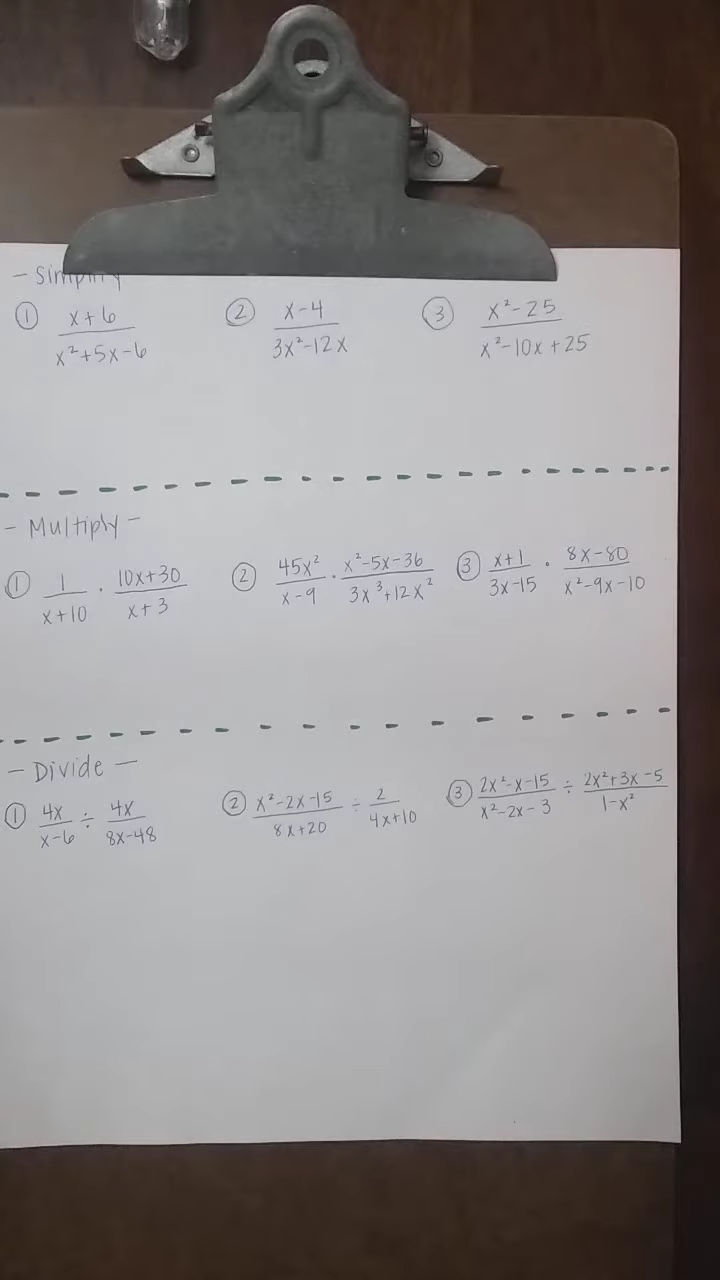 - Simplify
① x+6 / x²+5x-6 ② x-4 / 3x²-12x ③ x²-25 / x²-10x+25
- Multiply -
① 1 / x+10 · 10x+30 / x+3 ② 45x² / x-9 · x²-5x-36 / 3x³+12x² ③ x+1 / 3x-15 · 8x-80 / x²-9x-10
- Divide -
① 4x / x-6 ÷ 4x / 8x-48 ② x²-2x-15 / 8x+20 ÷ 2 / 4x+10 ③ 2x²-x-15 / x²-2x-3 ÷ 2x²+3x-5 / 1-x²